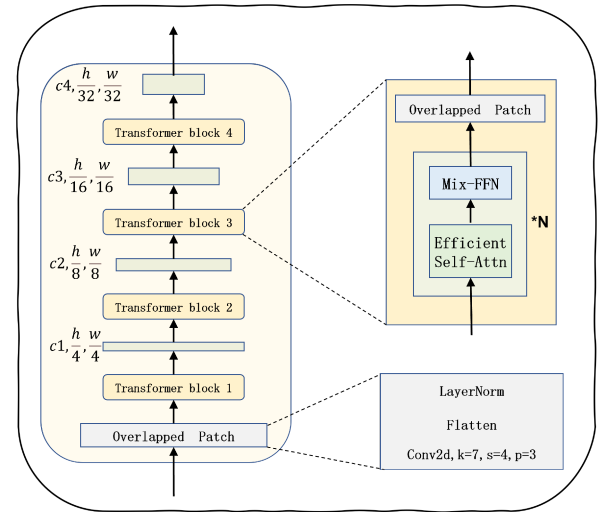 c4, h/32, w/32
Transformer block 4
c3, h/16, w/16
Transformer block 3
c2, h/8, w/8
Transformer block 2
c1, h/4, w/4
Transformer block 1
Overlapped Patch
Overlapped Patch
Mix-FFN
*N
Efficient
Self-Attn
LayerNorm
Flatten
Conv2d, k=7, s=4, p=3